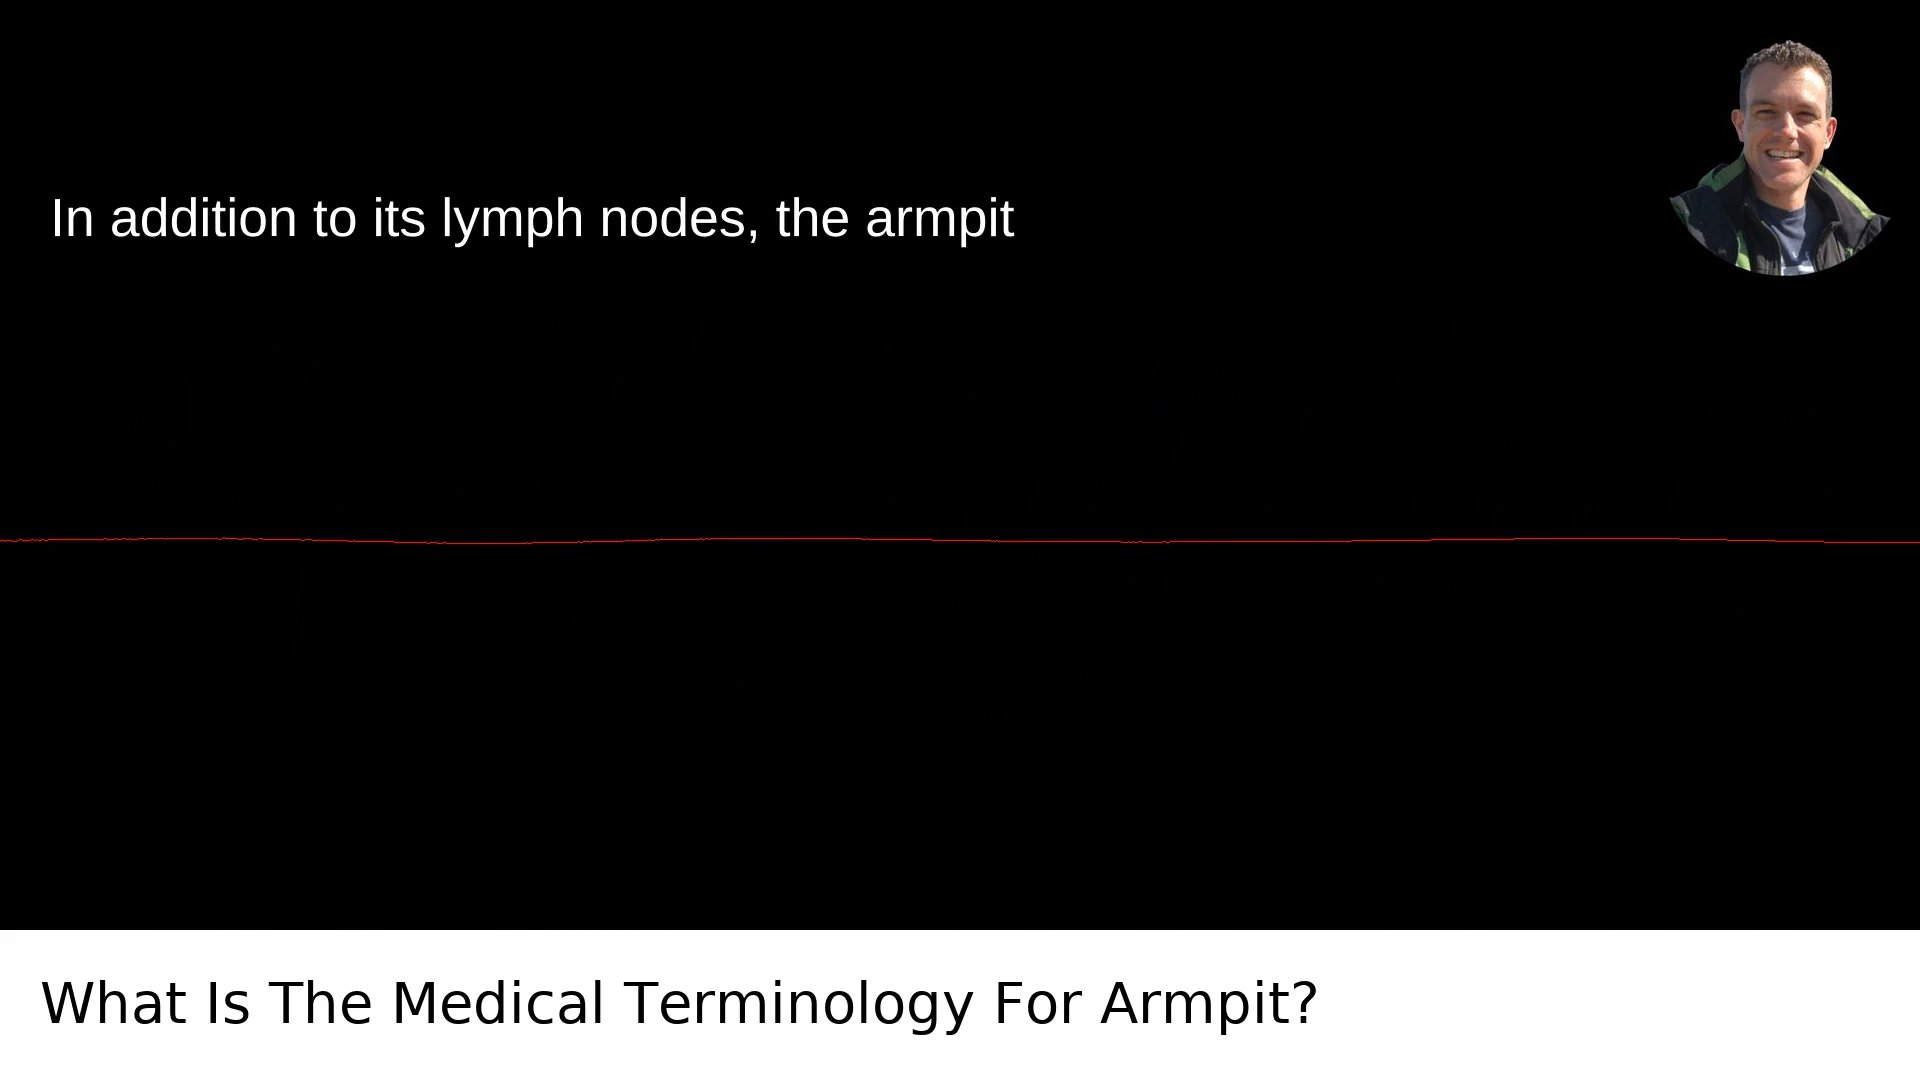 In addition to its lymph nodes, the armpit
What Is The Medical Terminology For Armpit?